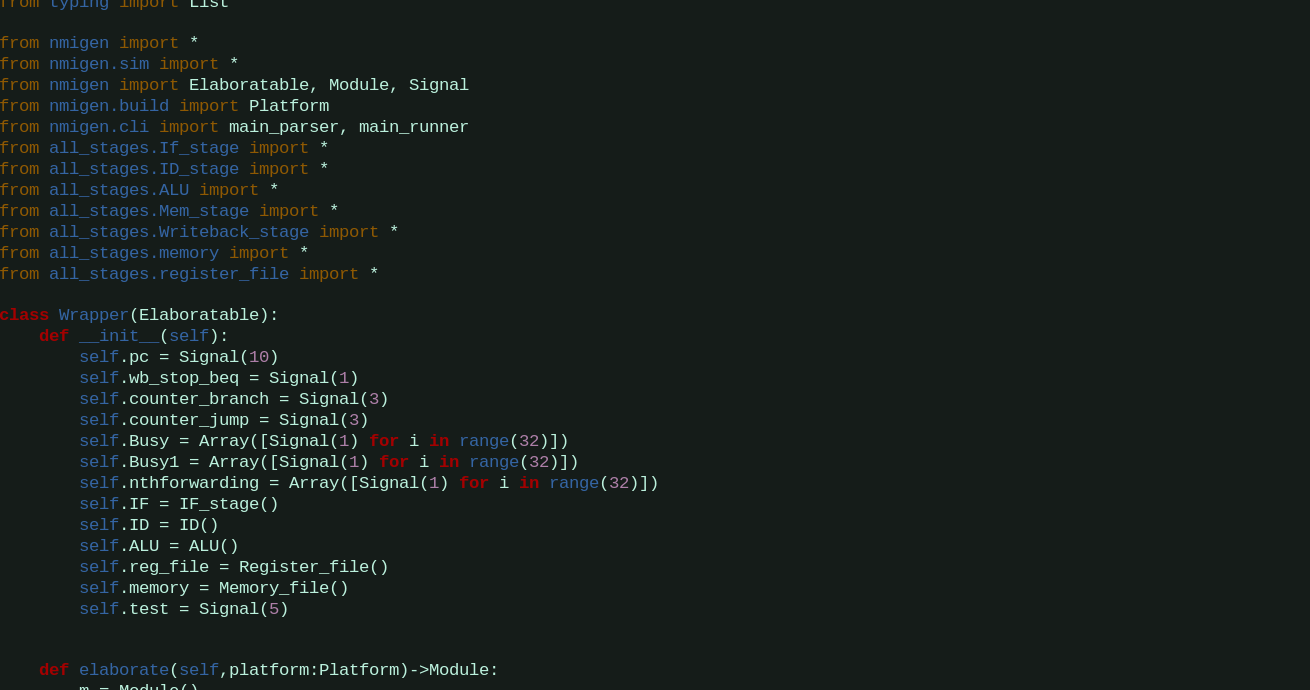 from typing import List
from nmigen import *
from nmigen.sim import *
from nmigen import Elaboratable, Module, Signal
from nmigen.build import Platform
from nmigen.cli import main_parser, main_runner
from all_stages.If_stage import *
from all_stages.ID_stage import *
from all_stages.ALU import *
from all_stages.Mem_stage import *
from all_stages.Writeback_stage import *
from all_stages.memory import *
from all_stages.register_file import *
class Wrapper(Elaboratable):
    def __init__(self):
        self.pc = Signal(10)
        self.wb_stop_beq = Signal(1)
        self.counter_branch = Signal(3)
        self.counter_jump = Signal(3)
        self.Busy = Array([Signal(1) for i in range(32)])
        self.Busy1 = Array([Signal(1) for i in range(32)])
        self.nthforwarding = Array([Signal(1) for i in range(32)])
        self.IF = IF_stage()
        self.ID = ID()
        self.ALU = ALU()
        self.reg_file = Register_file()
        self.memory = Memory_file()
        self.test = Signal(5)
    def elaborate(self,platform:Platform)->Module:
        m = Module()